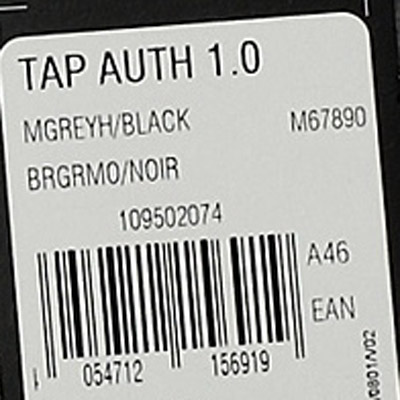 TAP AUTH 1.0
MGREYH/BLACK M67890
BRGRMO/NOIR
109502074
A46
EAN
054712 156919